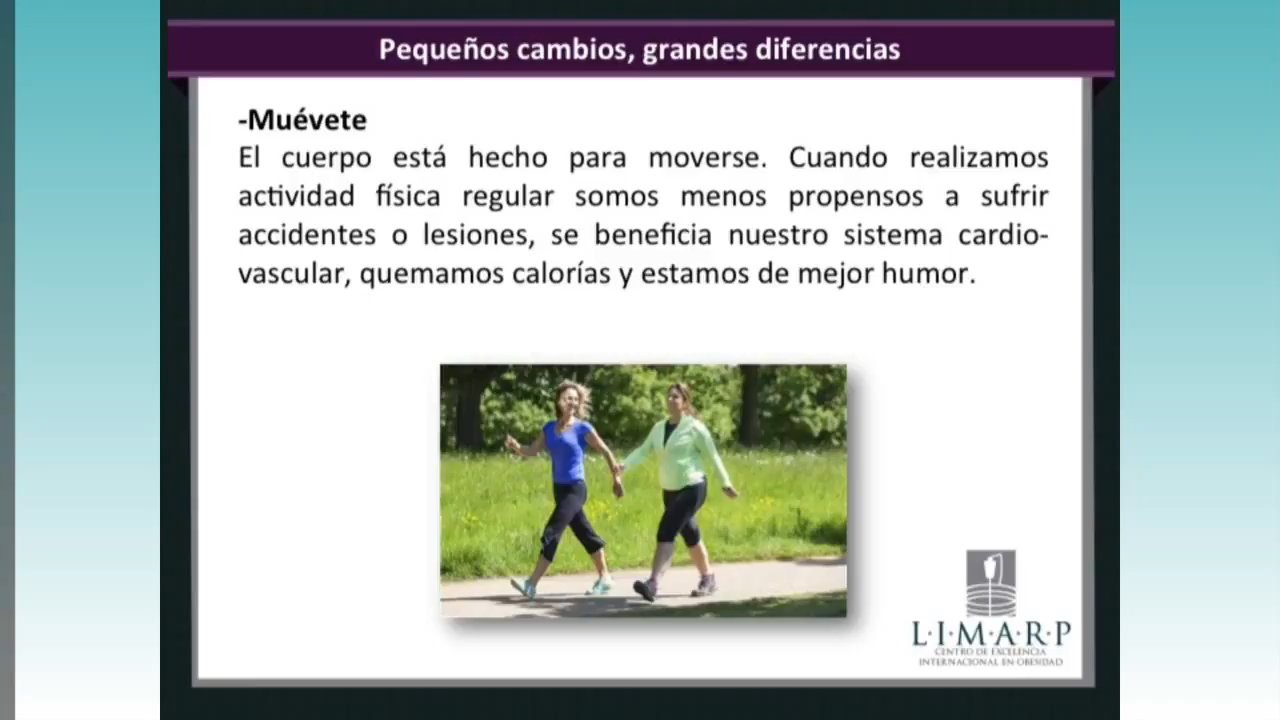 Pequeños cambios, grandes diferencias
-Muévete
El cuerpo está hecho para moverse. Cuando realizamos
actividad física regular somos menos propensos a sufrir
accidentes o lesiones, se beneficia nuestro sistema cardio-
vascular, quemamos calorías y estamos de mejor humor.
L·I·M·A·R·P
CENTRO DE EXCELENCIA
INTERNACIONAL EN OBESIDAD